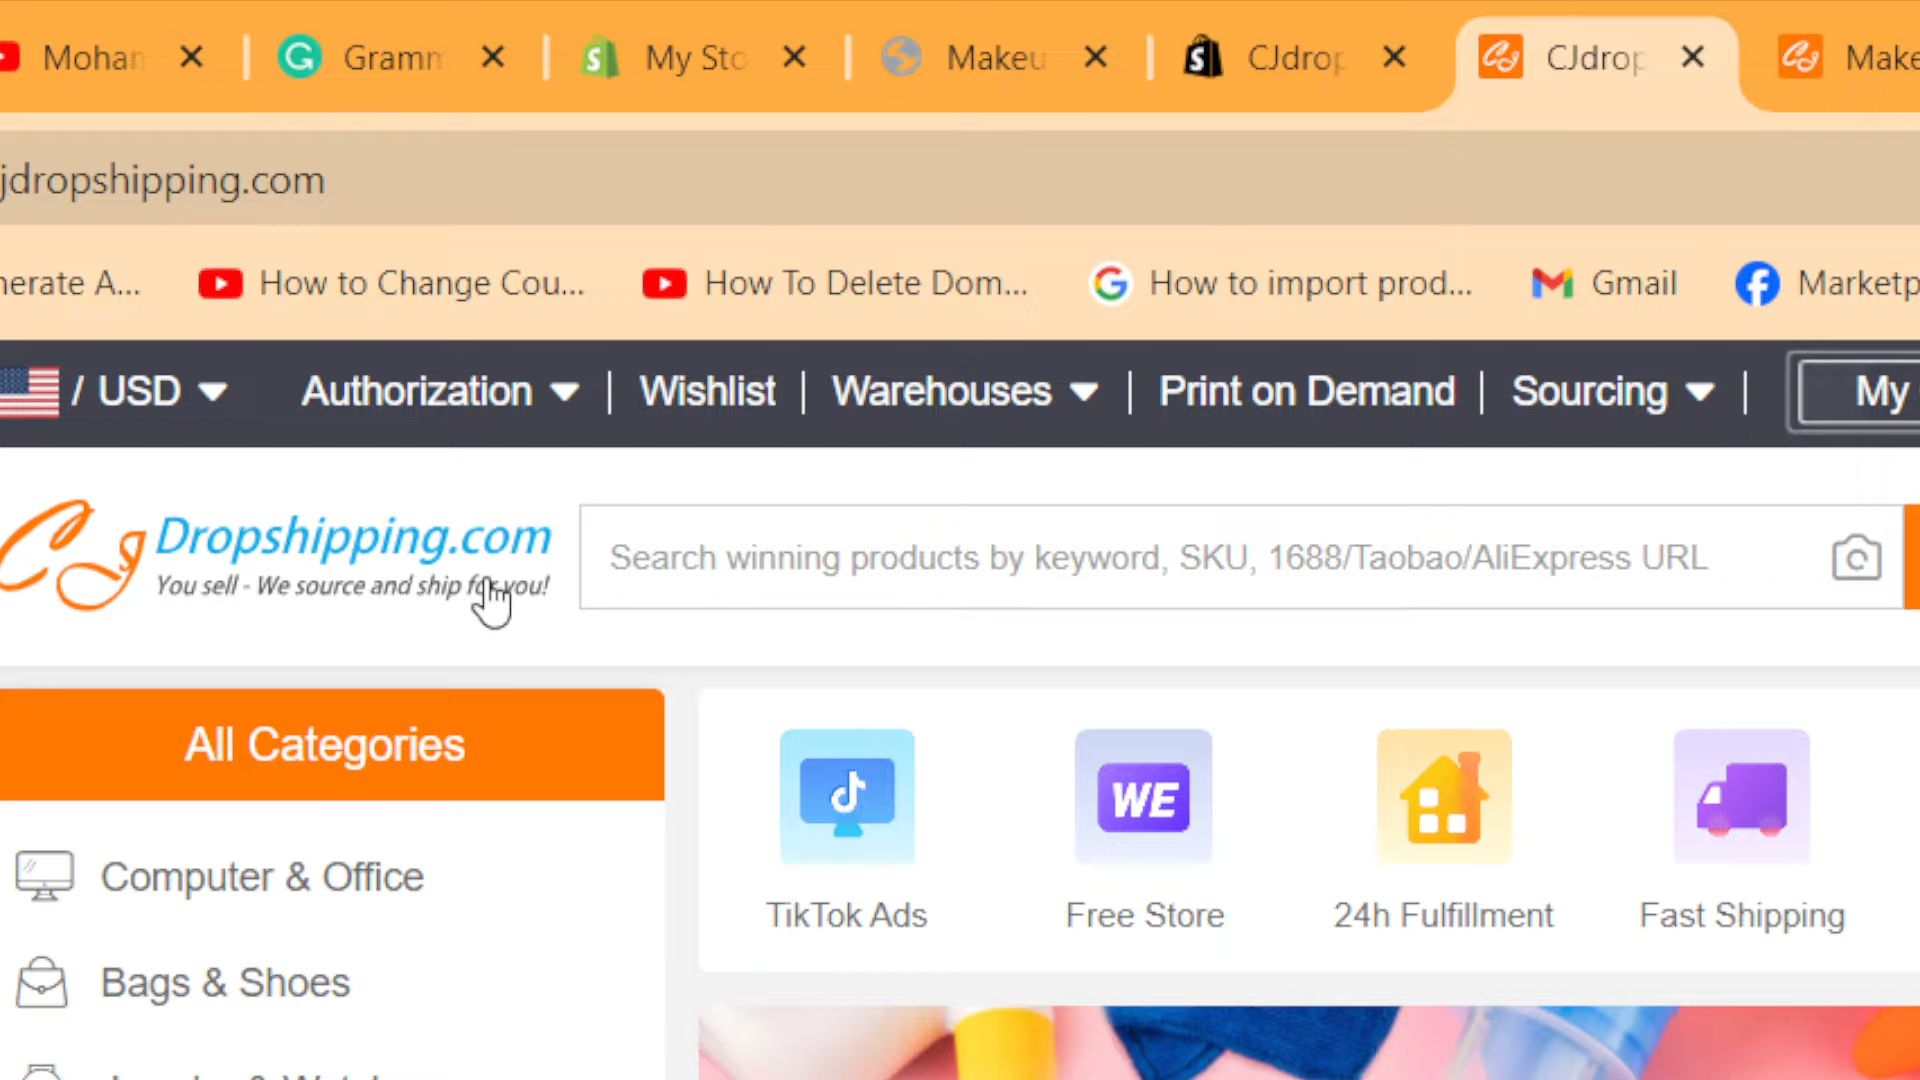 Mohan
Gramm
My Sto
Makeu
CJdrop
CJdrop
Make
jdropshipping.com
nerate A...
How to Change Cou...
How To Delete Dom...
How to import prod...
Gmail
Marketp
/ USD
Authorization
Wishlist
Warehouses
Print on Demand
Sourcing
My
CJ Dropshipping.com
You sell - We source and ship for you!
Search winning products by keyword, SKU, 1688/Taobao/AliExpress URL
All Categories
WE
TikTok Ads
Free Store
24h Fulfillment
Fast Shipping
Computer & Office
Bags & Shoes